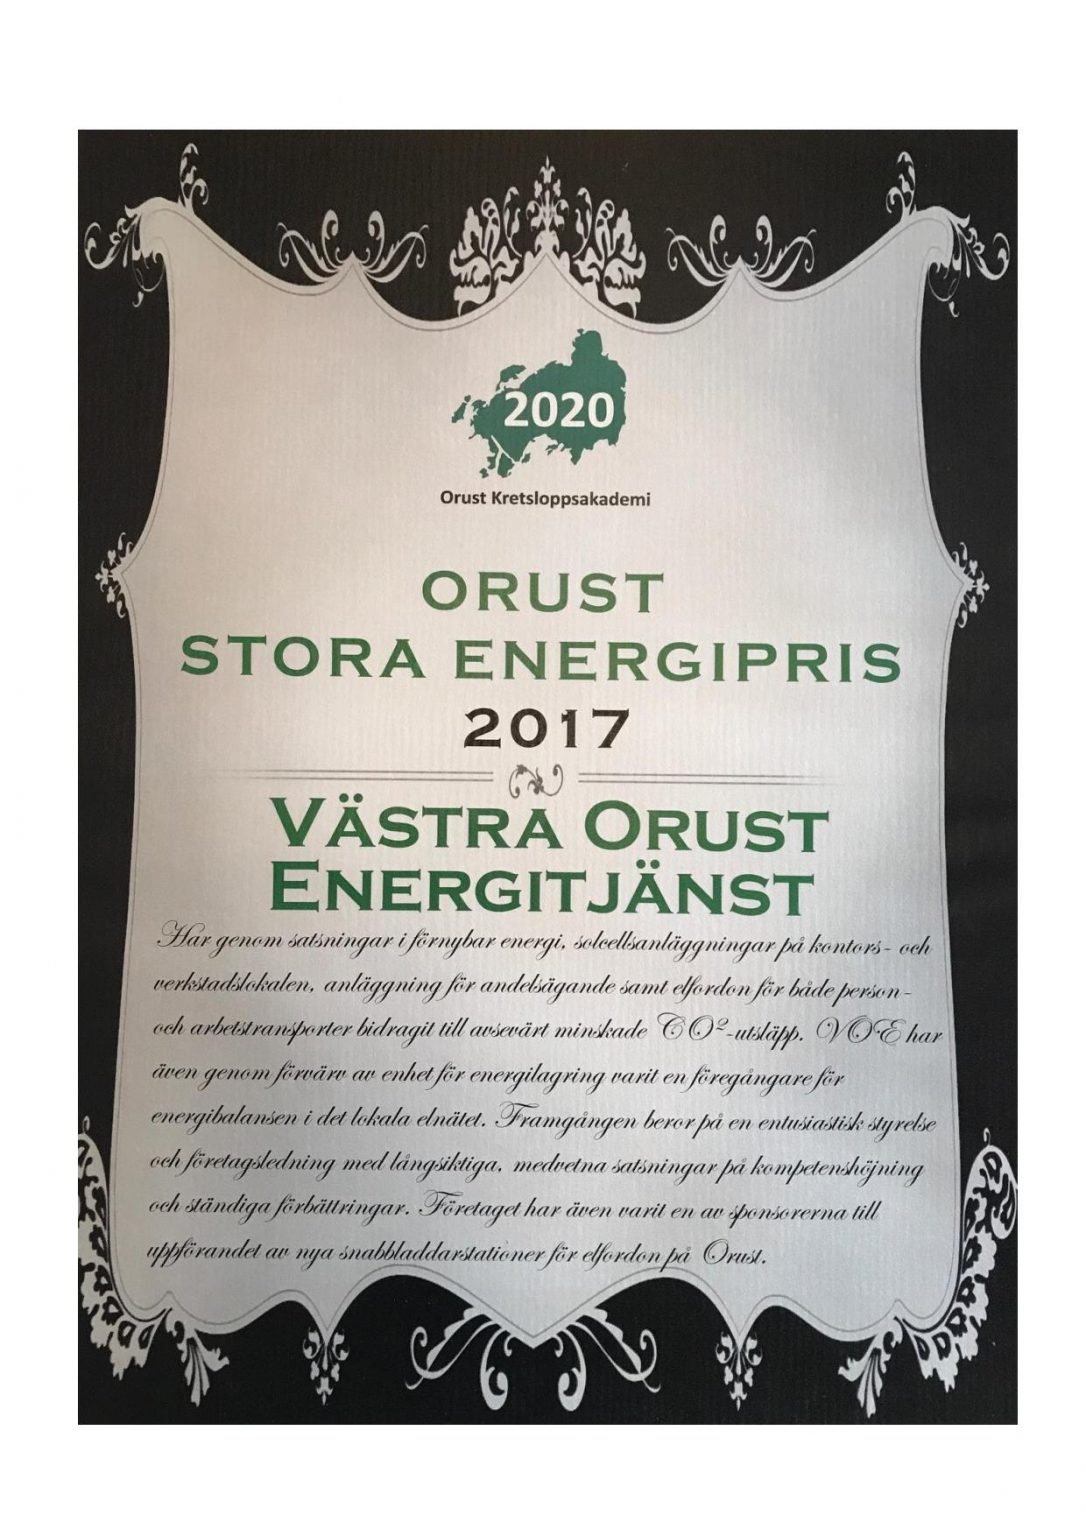 2020
Orust Kretsloppsakademi
ORUST
STORA ENERGIPRIS
2017
VÄSTRA ORUST
ENERGITJÄNST
Har genom satsningar i förnybar energi, solcellsanläggningar på kontors- och
verkstadslokalen, anläggning för andelsägande samt elfordon för både person-
och arbetstransporter bidragit till avsevärt minskade CO²-utsläpp. VOE har
även genom förvärv av enhet för energilagring varit en föregångare för
energibalansen i det lokala elnätet. Framgången beror på en entusiastisk styrelse
och företagsledning med långsiktiga, medvetna satsningar på kompetenshöjning
och ständiga förbättringar. Företaget har även varit en av sponsorerna till
uppförandet av nya snabbladdarstationer för elfordon på Orust.